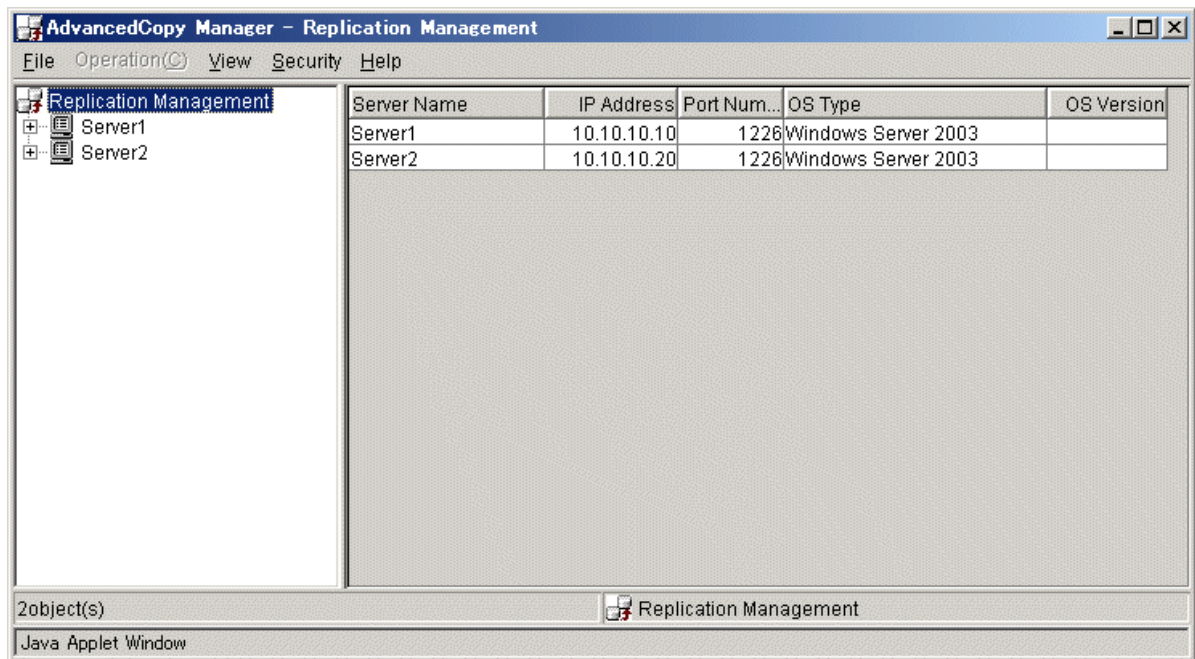 AdvancedCopy Manager - Replication Management
File Operation(C) View Security Help
Replication Management
Server1
Server2
Server Name IP Address Port Num... OS Type OS Version
Server1 10.10.10.10 1226 Windows Server 2003
Server2 10.10.10.20 1226 Windows Server 2003
2object(s) Replication Management
Java Applet Window